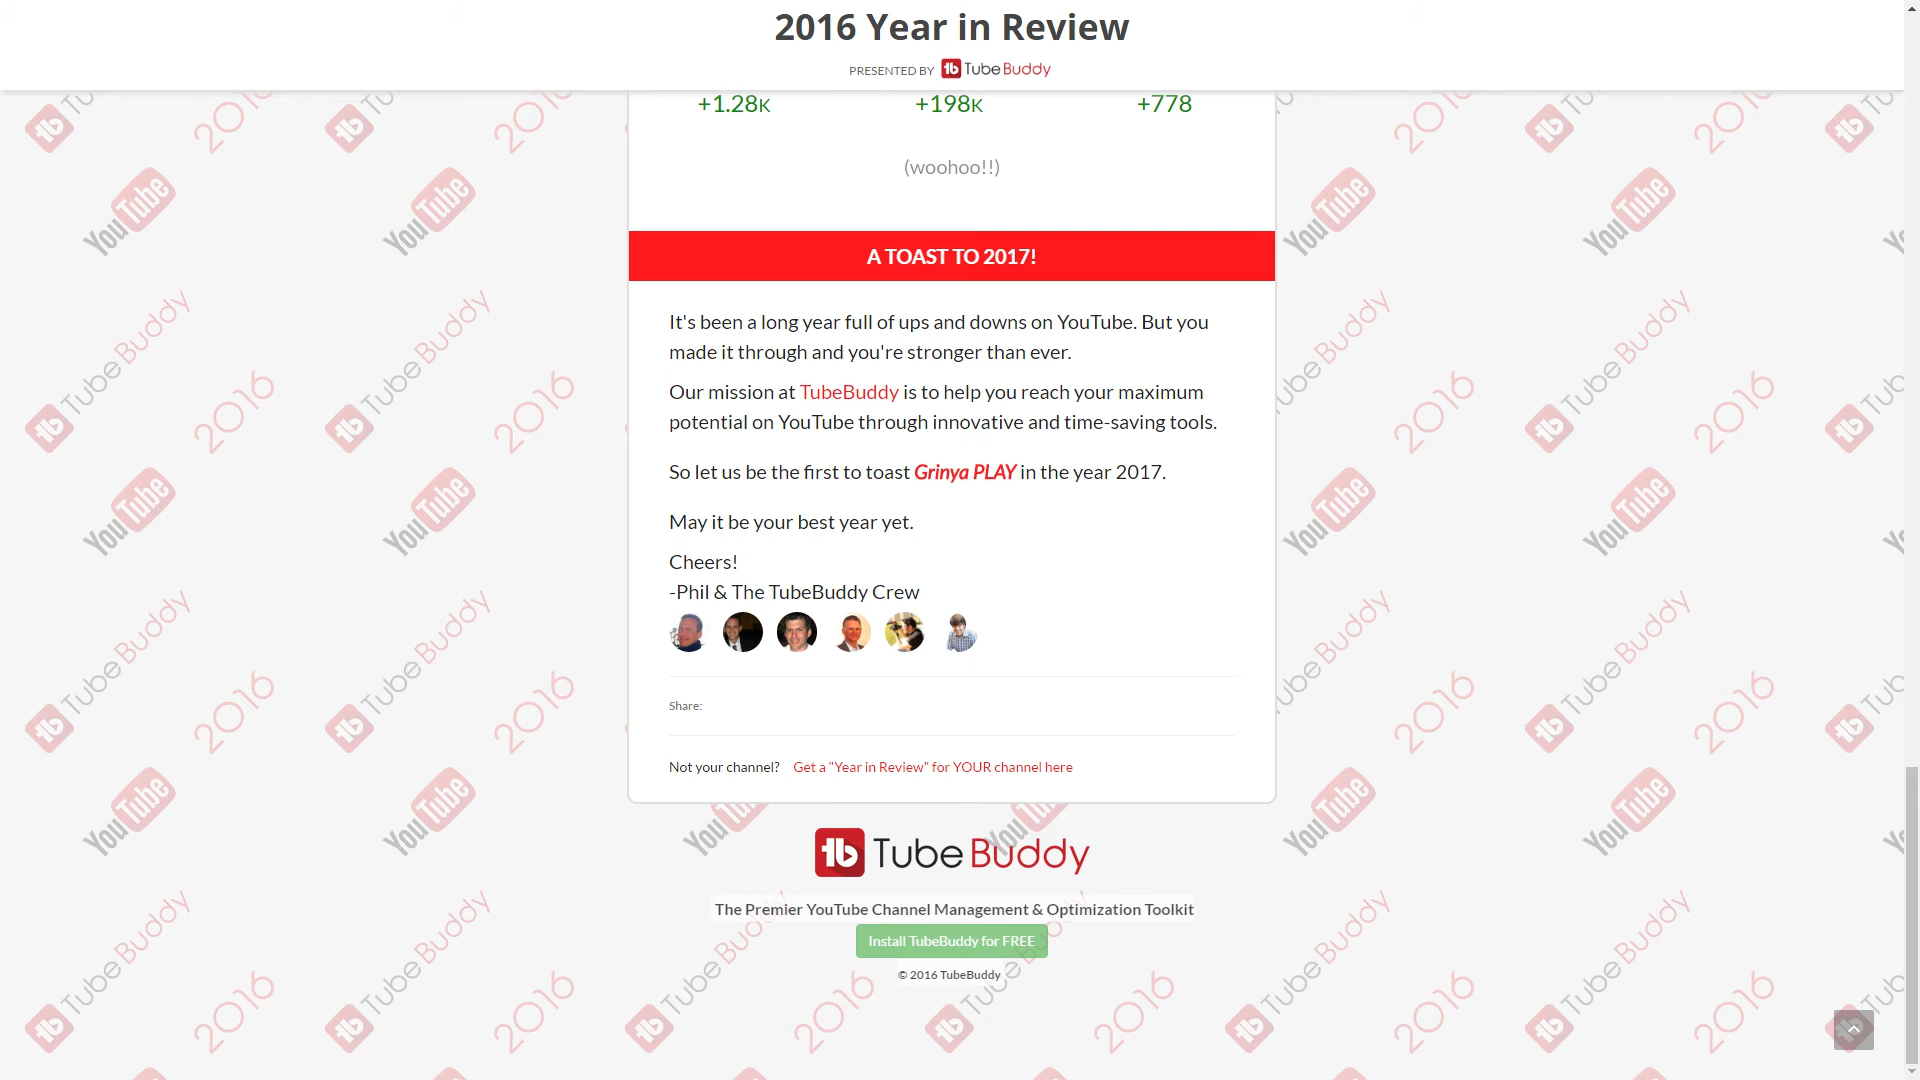 2016 Year in Review
PRESENTED BY TubeBuddy
+1.28K +198K +778
(woohoo!!)
A TOAST TO 2017!
It's been a long year full of ups and downs on YouTube. But you
made it through and you're stronger than ever.
Our mission at TubeBuddy is to help you reach your maximum
potential on YouTube through innovative and time-saving tools.
So let us be the first to toast Grinya PLAY in the year 2017.
May it be your best year yet.
Cheers!
-Phil & The TubeBuddy Crew
Share:
Not your channel? Get a "Year in Review" for YOUR channel here
TubeBuddy
The Premier YouTube Channel Management & Optimization Toolkit
Install TubeBuddy for FREE
© 2016 TubeBuddy